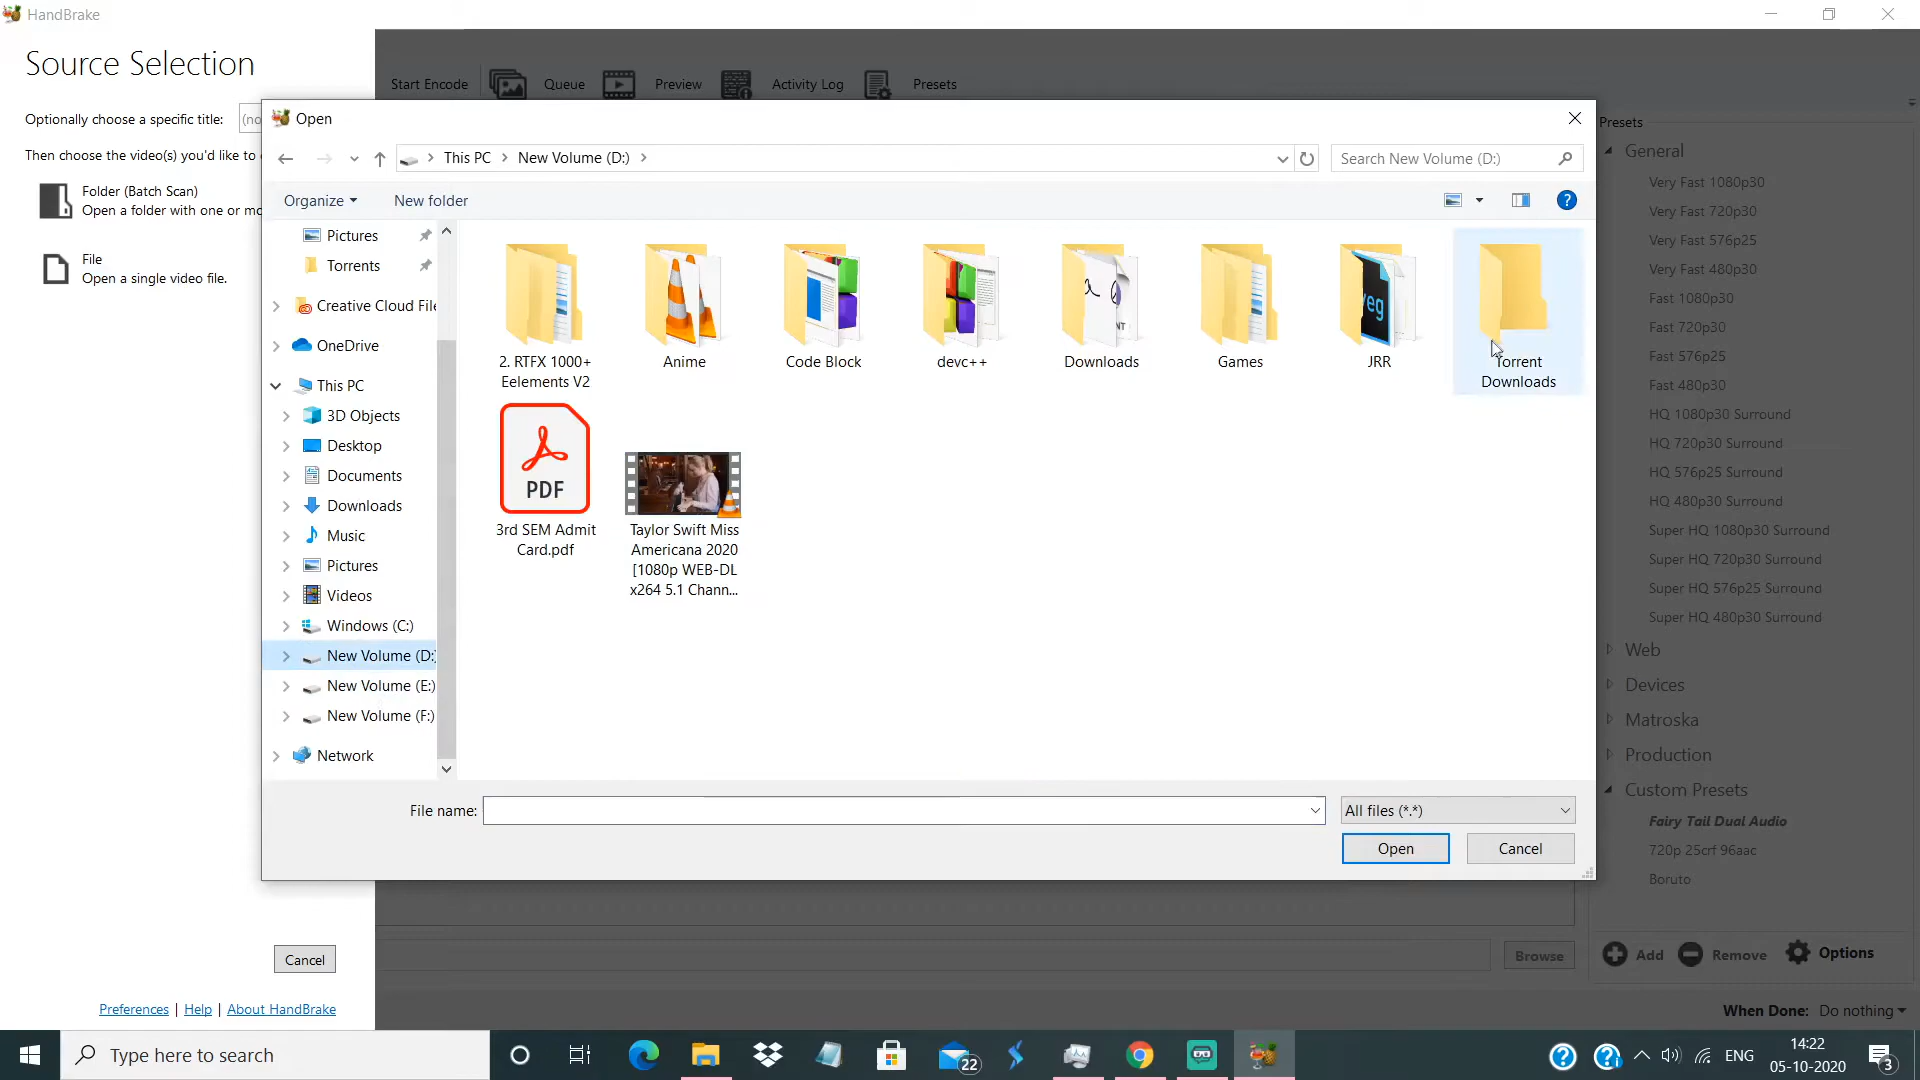 HandBrake
Source Selection
Start Encode
Queue
Preview
Activity Log
Presets
Optionally choose a specific title:
(no
Then choose the video(s) you'd like to
Folder (Batch Scan)
Open a folder with one or mo
File
Open a single video file.
Open
This PC > New Volume (D:) >
Search New Volume (D:)
Organize
New folder
Pictures
Torrents
Creative Cloud File
OneDrive
This PC
3D Objects
Desktop
Documents
Downloads
Music
Pictures
Videos
Windows (C:)
New Volume (D:)
New Volume (E:)
New Volume (F:)
Network
2. RTFX 1000+
Eelements V2
Anime
Code Block
devc++
Downloads
Games
JRR
Torrent
Downloads
PDF
3rd SEM Admit
Card.pdf
Taylor Swift Miss
Americana 2020
[1080p WEB-DL
x264 5.1 Chann...
File name:
All files (*.*)
Open
Cancel
Presets
General
Very Fast 1080p30
Very Fast 720p30
Very Fast 576p25
Very Fast 480p30
Fast 1080p30
Fast 720p30
Fast 576p25
Fast 480p30
HQ 1080p30 Surround
HQ 720p30 Surround
HQ 576p25 Surround
HQ 480p30 Surround
Super HQ 1080p30 Surround
Super HQ 720p30 Surround
Super HQ 576p25 Surround
Super HQ 480p30 Surround
Web
Devices
Matroska
Production
Custom Presets
Fairy Tail Dual Audio
720p 25crf 96aac
Boruto
Browse
Add
Remove
Options
Cancel
Preferences | Help | About HandBrake
When Done: Do nothing
Type here to search
22
ENG
14:22
05-10-2020
3